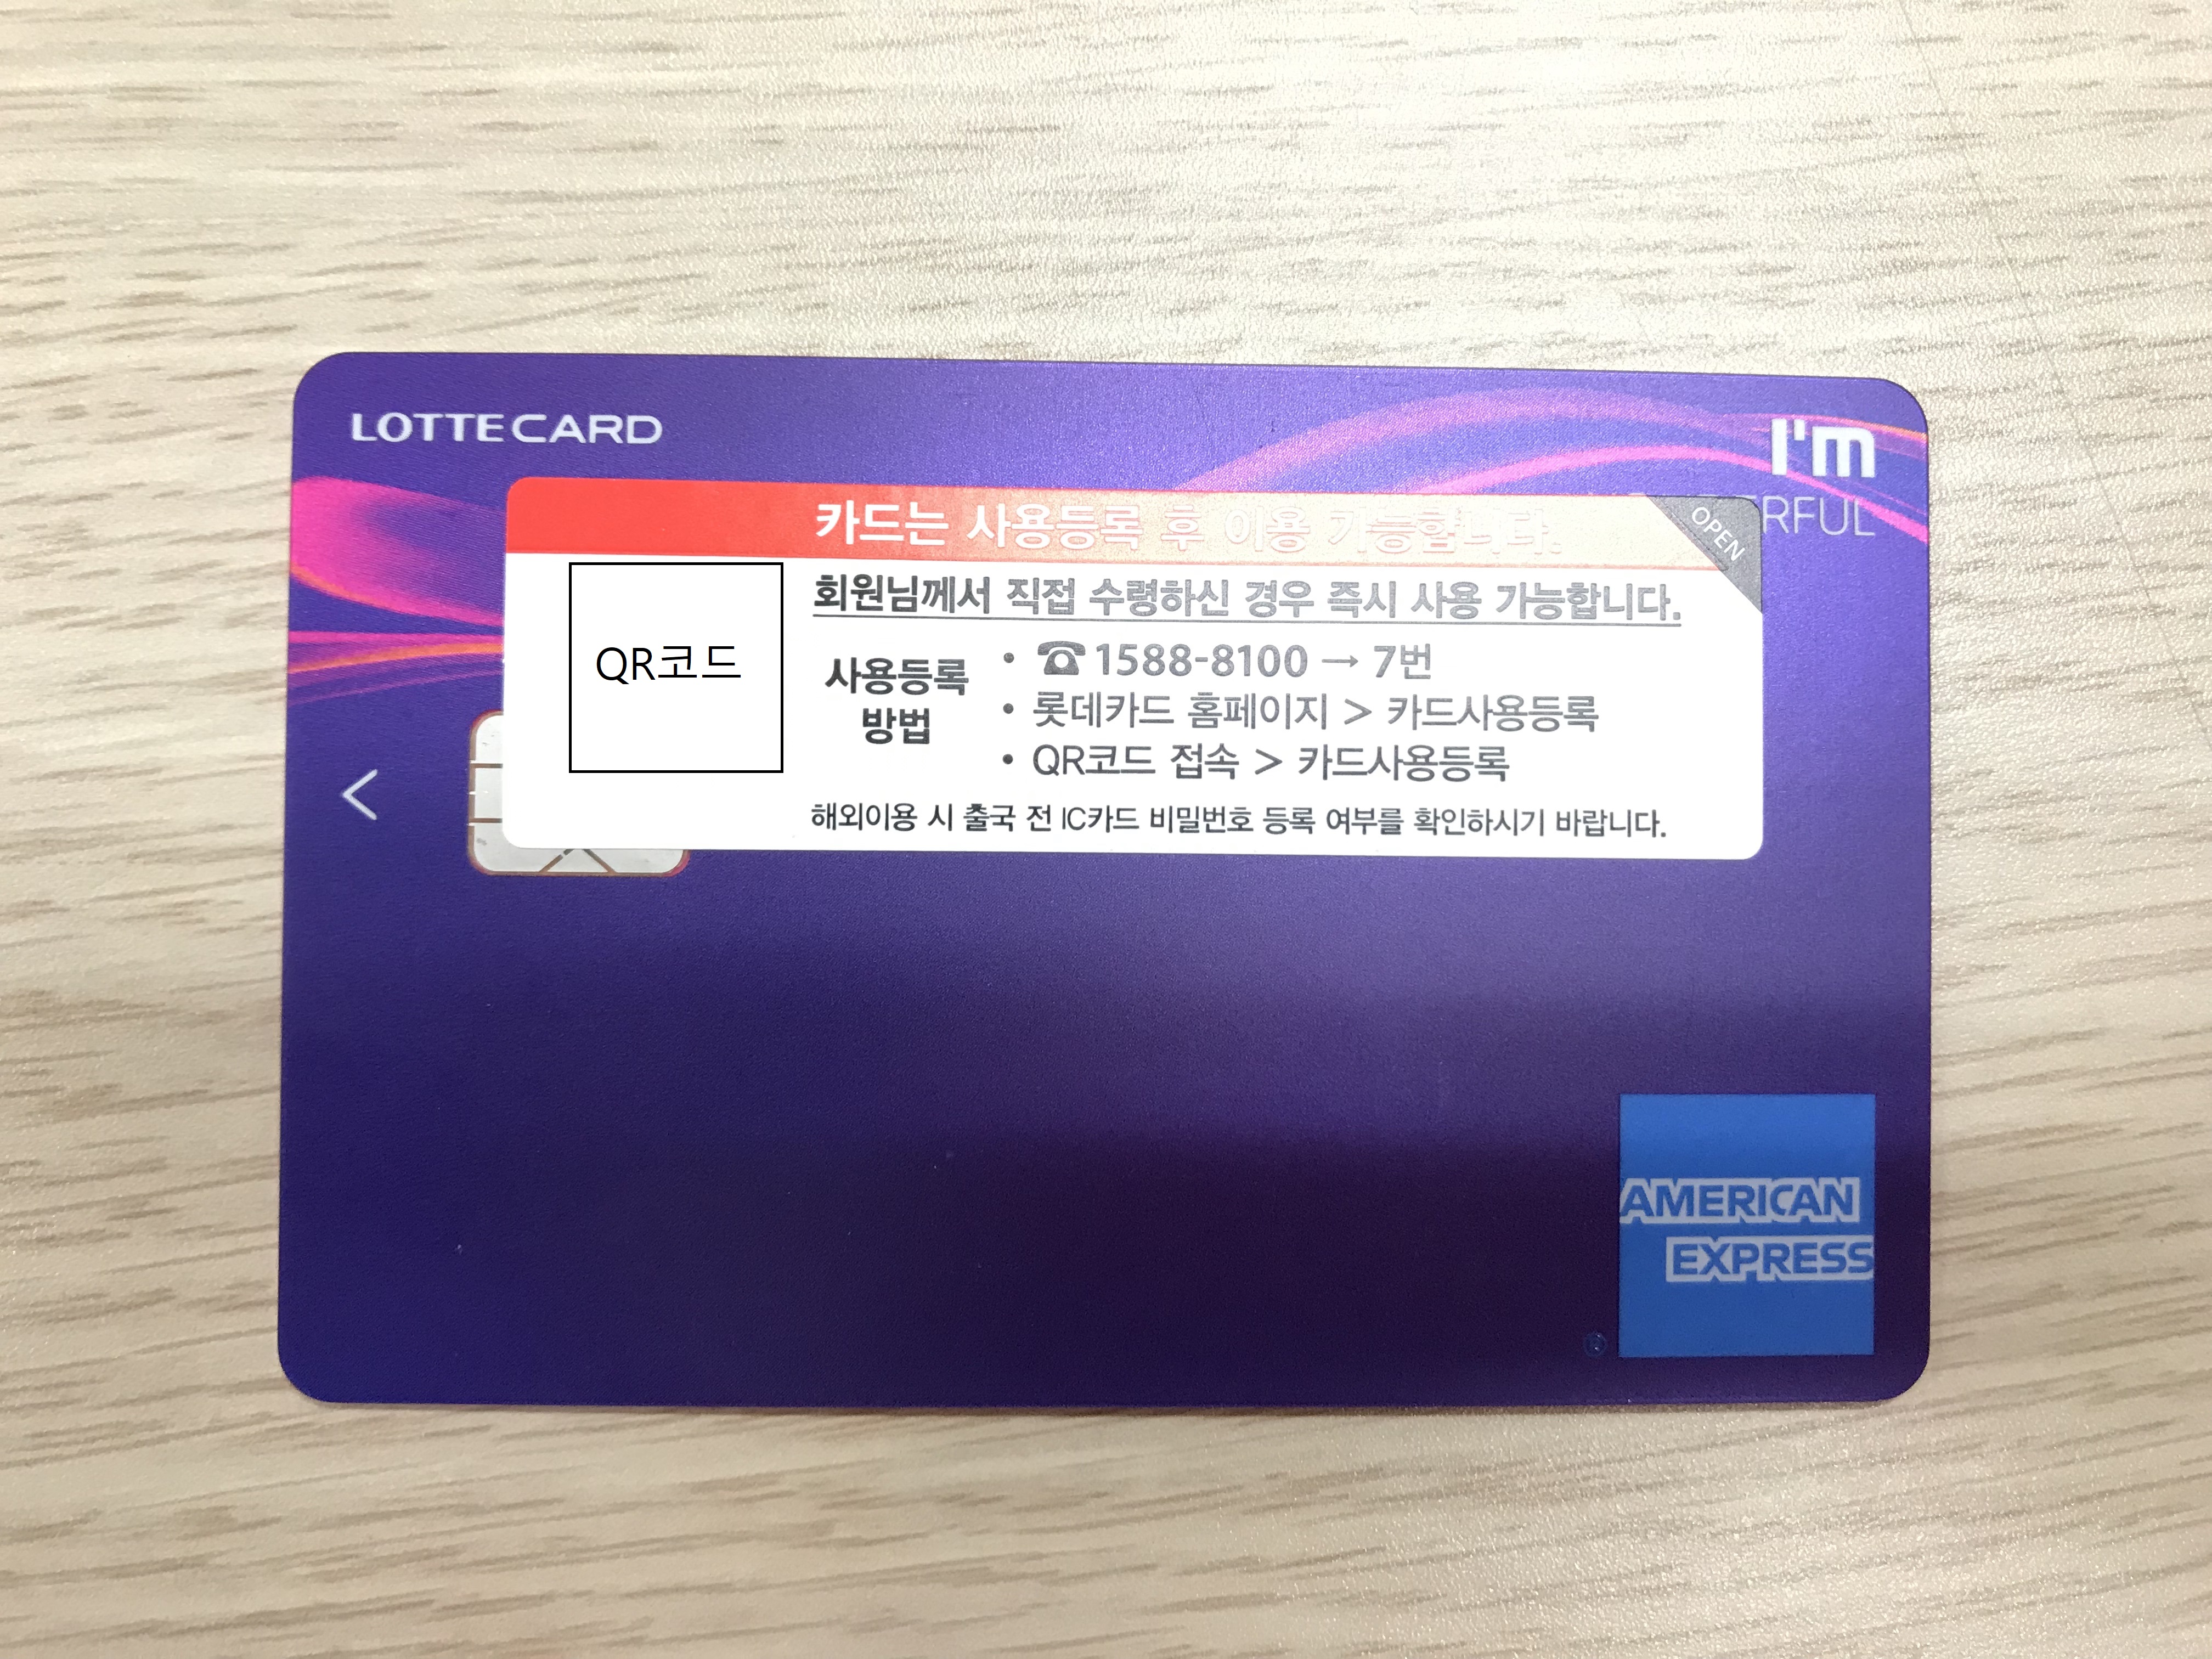 LOTTE CARD
I'm
카드는 사용등록 후 이용 가능합니다.
OPEN
회원님께서 직접 수령하신 경우 즉시 사용 가능합니다.
QR코드
사용등록
방법
• ☎1588-8100 → 7번
• 롯데카드 홈페이지 > 카드사용등록
• QR코드 접속 > 카드사용등록
해외이용 시 출국 전 IC카드 비밀번호 등록 여부를 확인하시기 바랍니다.
AMERICAN
EXPRESS
®